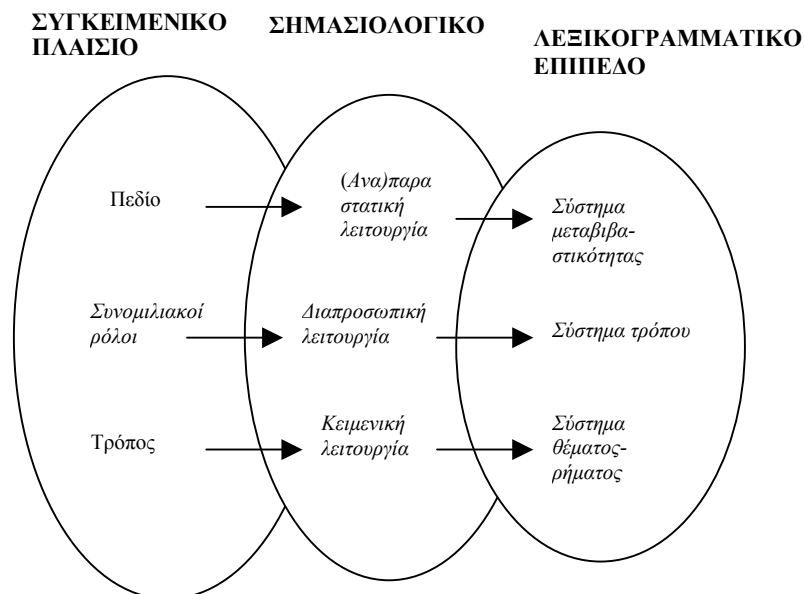 ΣΥΓΚΕΙΜΕΝΙΚΟ
ΠΛΑΙΣΙΟ
ΣΗΜΑΣΙΟΛΟΓΙΚΟ
ΛΕΞΙΚΟΓΡΑΜΜΑΤΙΚΟ
ΕΠΙΠΕΔΟ
Πεδίο
(Ανα)παρα
στατική
λειτουργία
Σύστημα
μεταβιβα-
στικότητας
Συνομιλιακοί
ρόλοι
Διαπροσωπική
λειτουργία
Σύστημα τρόπου
Τρόπος
Κειμενική
λειτουργία
Σύστημα
θέματος-
ρήματος